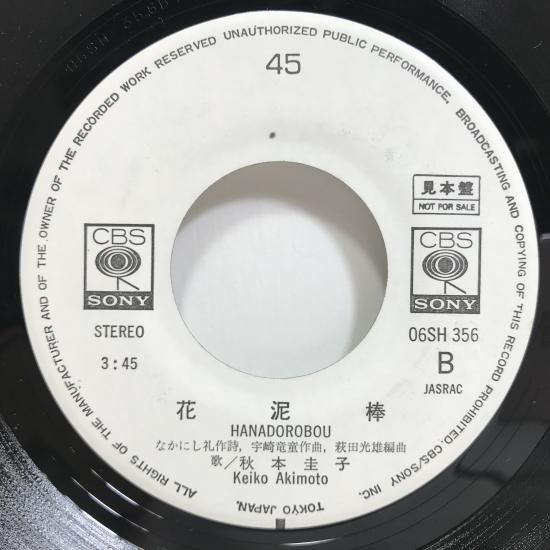 ALL RIGHTS OF THE MANUFACTURER AND OF THE OWNER OF THE RECORDED WORK RESERVED UNAUTHORIZED PUBLIC PERFORMANCE, BROADCASTING AND COPYING OF THIS RECORD PROHIBITED. CBS/SONY INC. TOKYO JAPAN.
45
見本盤
NOT FOR SALE
CBS
SONY
CBS
SONY
STEREO
06SH 356
3:45
B
JASRAC
花泥棒
HANADOROBOU
なかにし礼作詩, 宇崎竜童作曲, 萩田光雄編曲
歌/秋本圭子
Keiko Akimoto